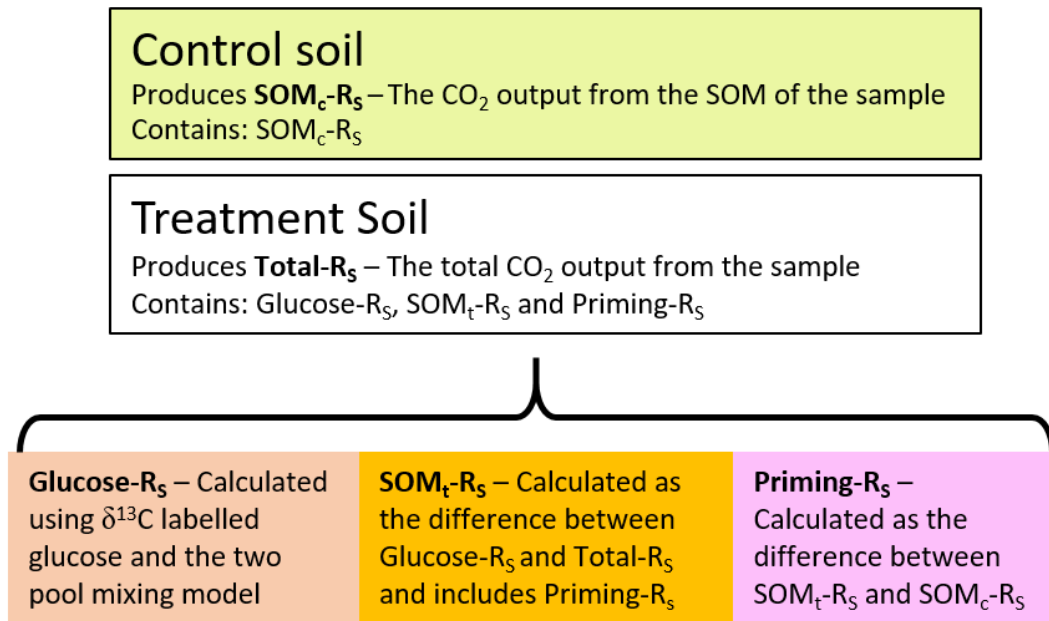 Control soil
Produces SOMc-RS – The CO2 output from the SOM of the sample
Contains: SOMc-RS
Treatment Soil
Produces Total-RS – The total CO2 output from the sample
Contains: Glucose-RS, SOMt-RS and Priming-RS
Glucose-RS – Calculated
using δ13C labelled
glucose and the two
pool mixing model
SOMt-RS – Calculated as
the difference between
Glucose-RS and Total-RS
and includes Priming-Rs
Priming-RS –
Calculated as the
difference between
SOMt-RS and SOMc-RS